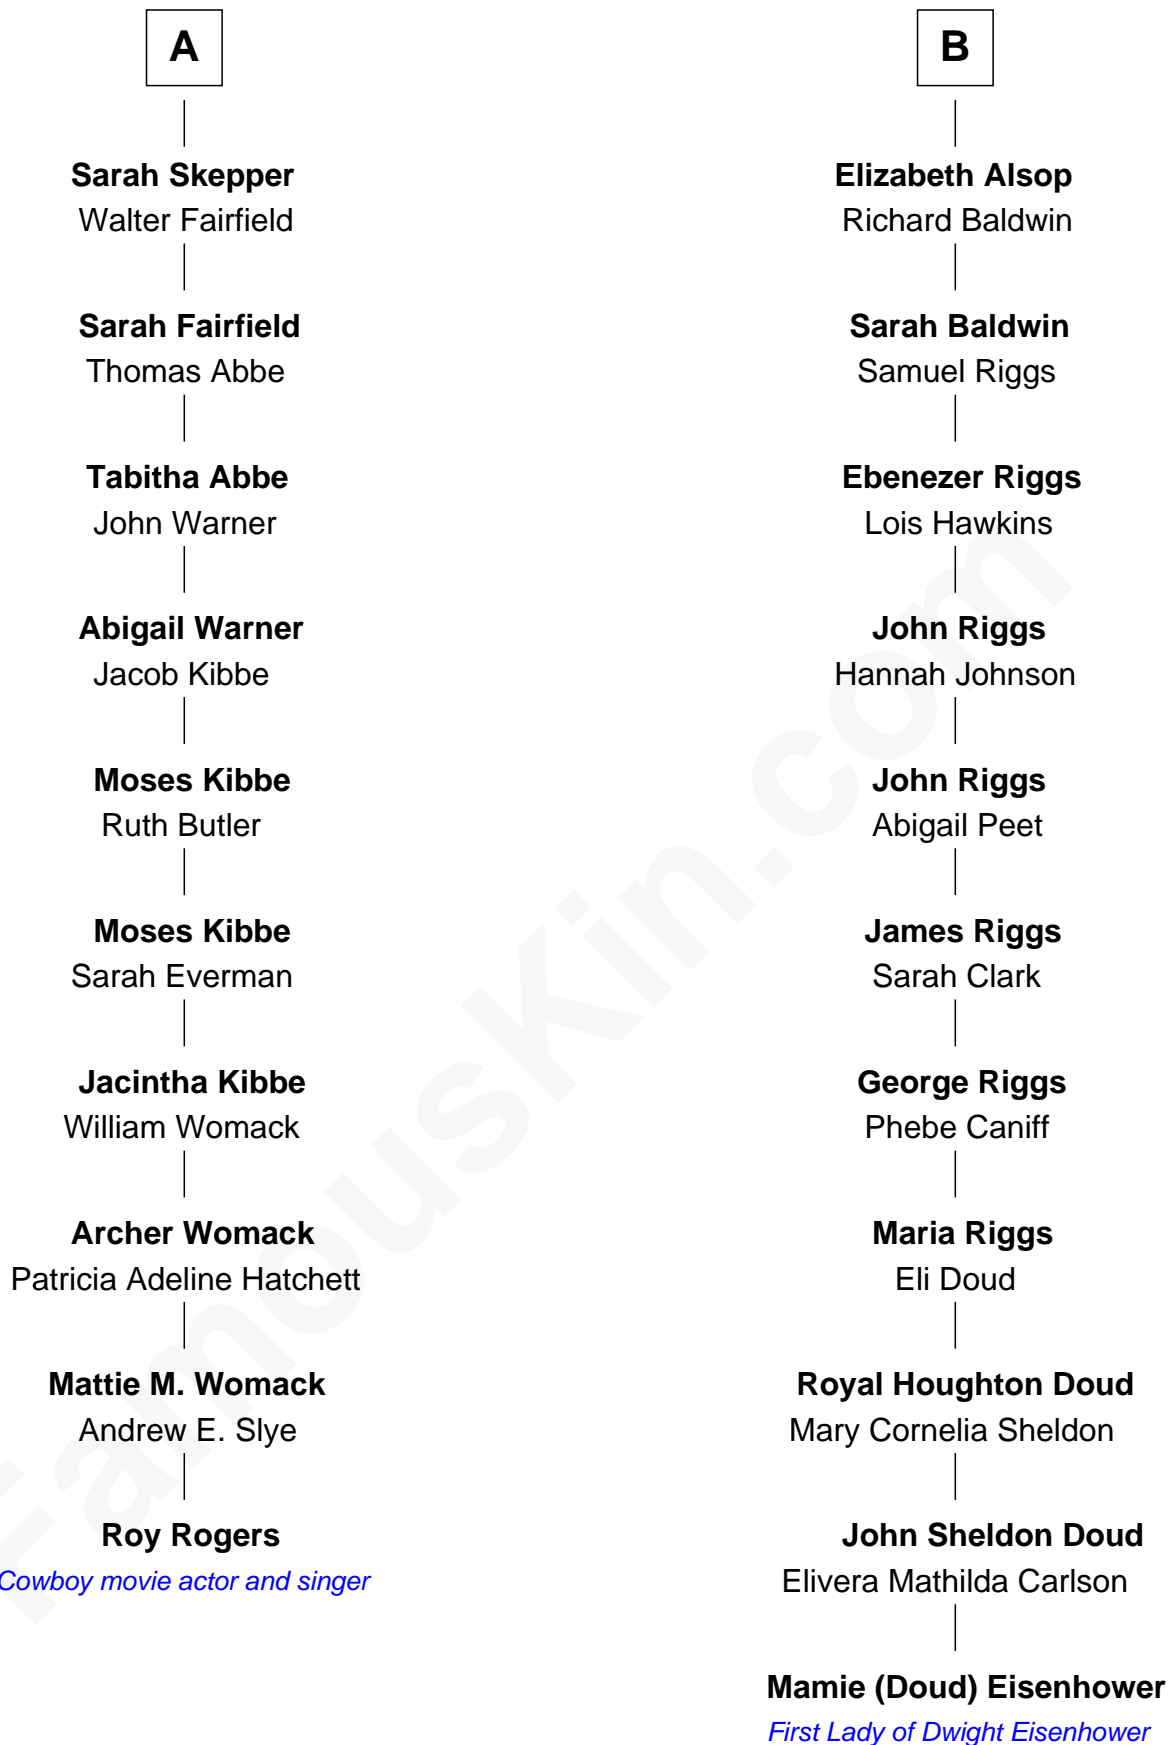 A
Sarah Skepper
Walter Fairfield
Sarah Fairfield
Thomas Abbe
Tabitha Abbe
John Warner
Abigail Warner
Jacob Kibbe
Moses Kibbe
Ruth Butler
Moses Kibbe
Sarah Everman
Jacintha Kibbe
William Womack
Archer Womack
Patricia Adeline Hatchett
Mattie M. Womack
Andrew E. Slye
Roy Rogers
Cowboy movie actor and singer
B
Elizabeth Alsop
Richard Baldwin
Sarah Baldwin
Samuel Riggs
Ebenezer Riggs
Lois Hawkins
John Riggs
Hannah Johnson
John Riggs
Abigail Peet
James Riggs
Sarah Clark
George Riggs
Phebe Caniff
Maria Riggs
Eli Doud
Royal Houghton Doud
Mary Cornelia Sheldon
John Sheldon Doud
Elivera Mathilda Carlson
Mamie (Doud) Eisenhower
First Lady of Dwight Eisenhower
FamousKin.com